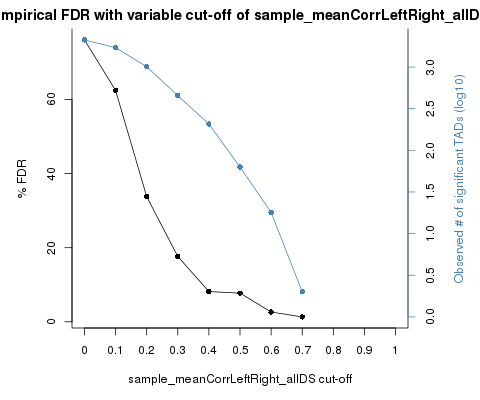 mpirical FDR with variable cut-off of sample_meanCorrLeftRight_allD
% FDR
0
20
40
60
0 0.1 0.2 0.3 0.4 0.5 0.6 0.7 0.8 0.9 1
sample_meanCorrLeftRight_allDS cut-off
0.0
0.5
1.0
1.5
2.0
2.5
3.0
Observed # of significant TADs (log10)